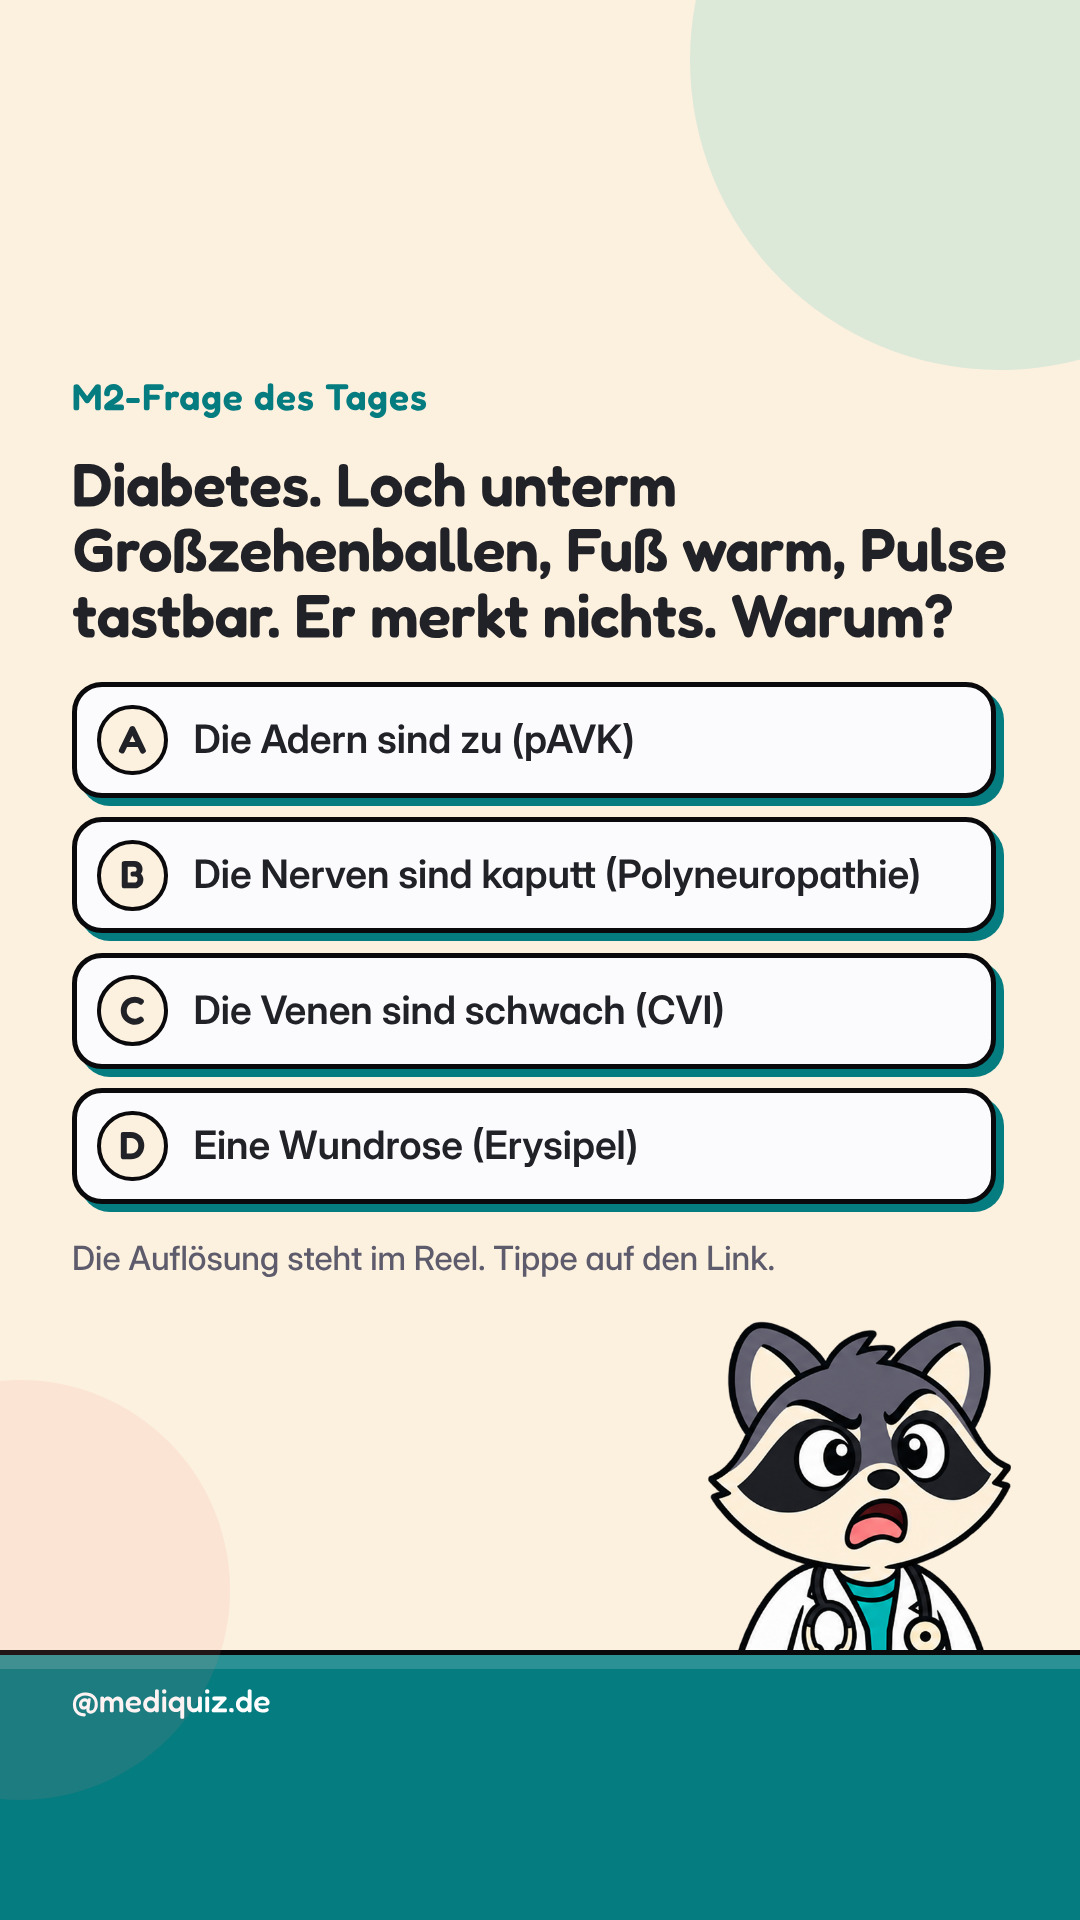 M2-Frage des Tages
Diabetes. Loch unterm
Großzehenballen, Fuß warm, Pulse
tastbar. Er merkt nichts. Warum?
A Die Adern sind zu (pAVK)
B Die Nerven sind kaputt (Polyneuropathie)
C Die Venen sind schwach (CVI)
D Eine Wundrose (Erysipel)
Die Auflösung steht im Reel. Tippe auf den Link.
@mediquiz.de